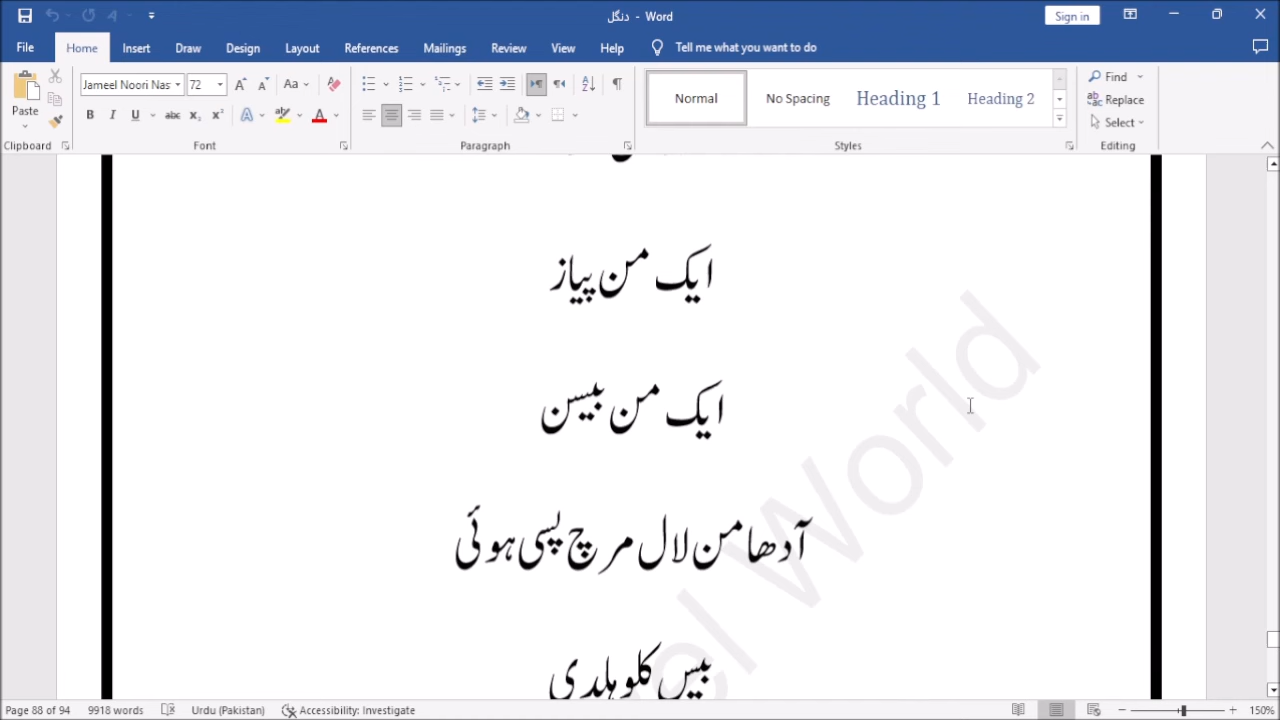 دنگل - Word
Sign in
File Home Insert Draw Design Layout References Mailings Review View Help Tell me what you want to do
Paste
Clipboard
Jameel Noori Nas 72
Font
Paragraph
Normal No Spacing Heading 1 Heading 2
Styles
Find
Replace
Select
Editing
ایک من پیاز
ایک من بیسن
آدھا من لال مرچ پسی ہوئی
بیس کلو ہلدی
el World
Page 88 of 94 9918 words Urdu (Pakistan) Accessibility: Investigate 150%